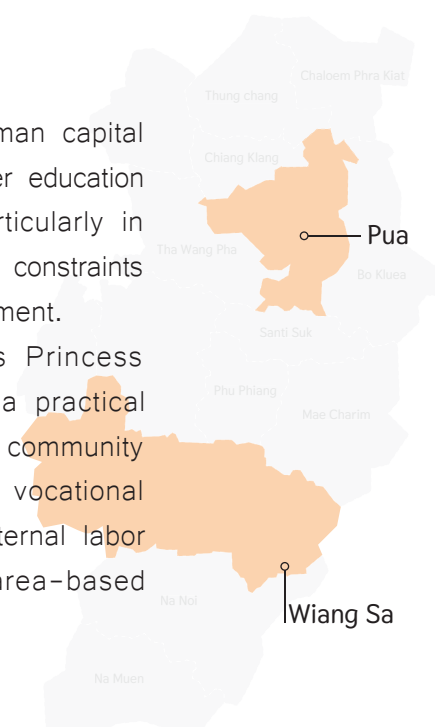 Chaloem Phra Kiat
Thung chang
man capital
Chiang Klang
er education
rticularly in
Pua
Tha Wang Pha
constraints
Bo Kluea
ment.
Santi Suk
s Princess
Phu Phiang
a practical
Mae Charim
community
vocational
ternal labor
area-based
Na Noi
Wiang Sa
Na Muen